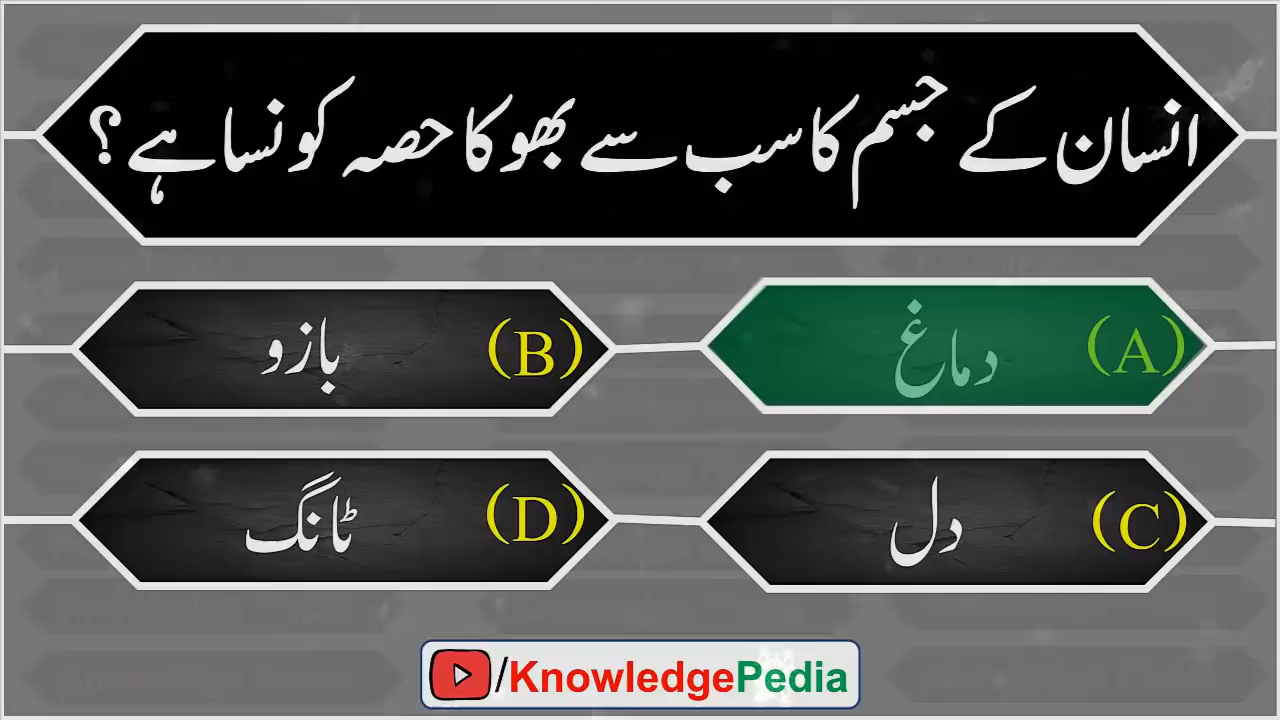 انسان کے جسم کا سب سے بھوکا حصہ کونسا ہے؟
(A) دماغ
(B) بازو
(C) دل
(D) ٹانگ
/KnowledgePedia